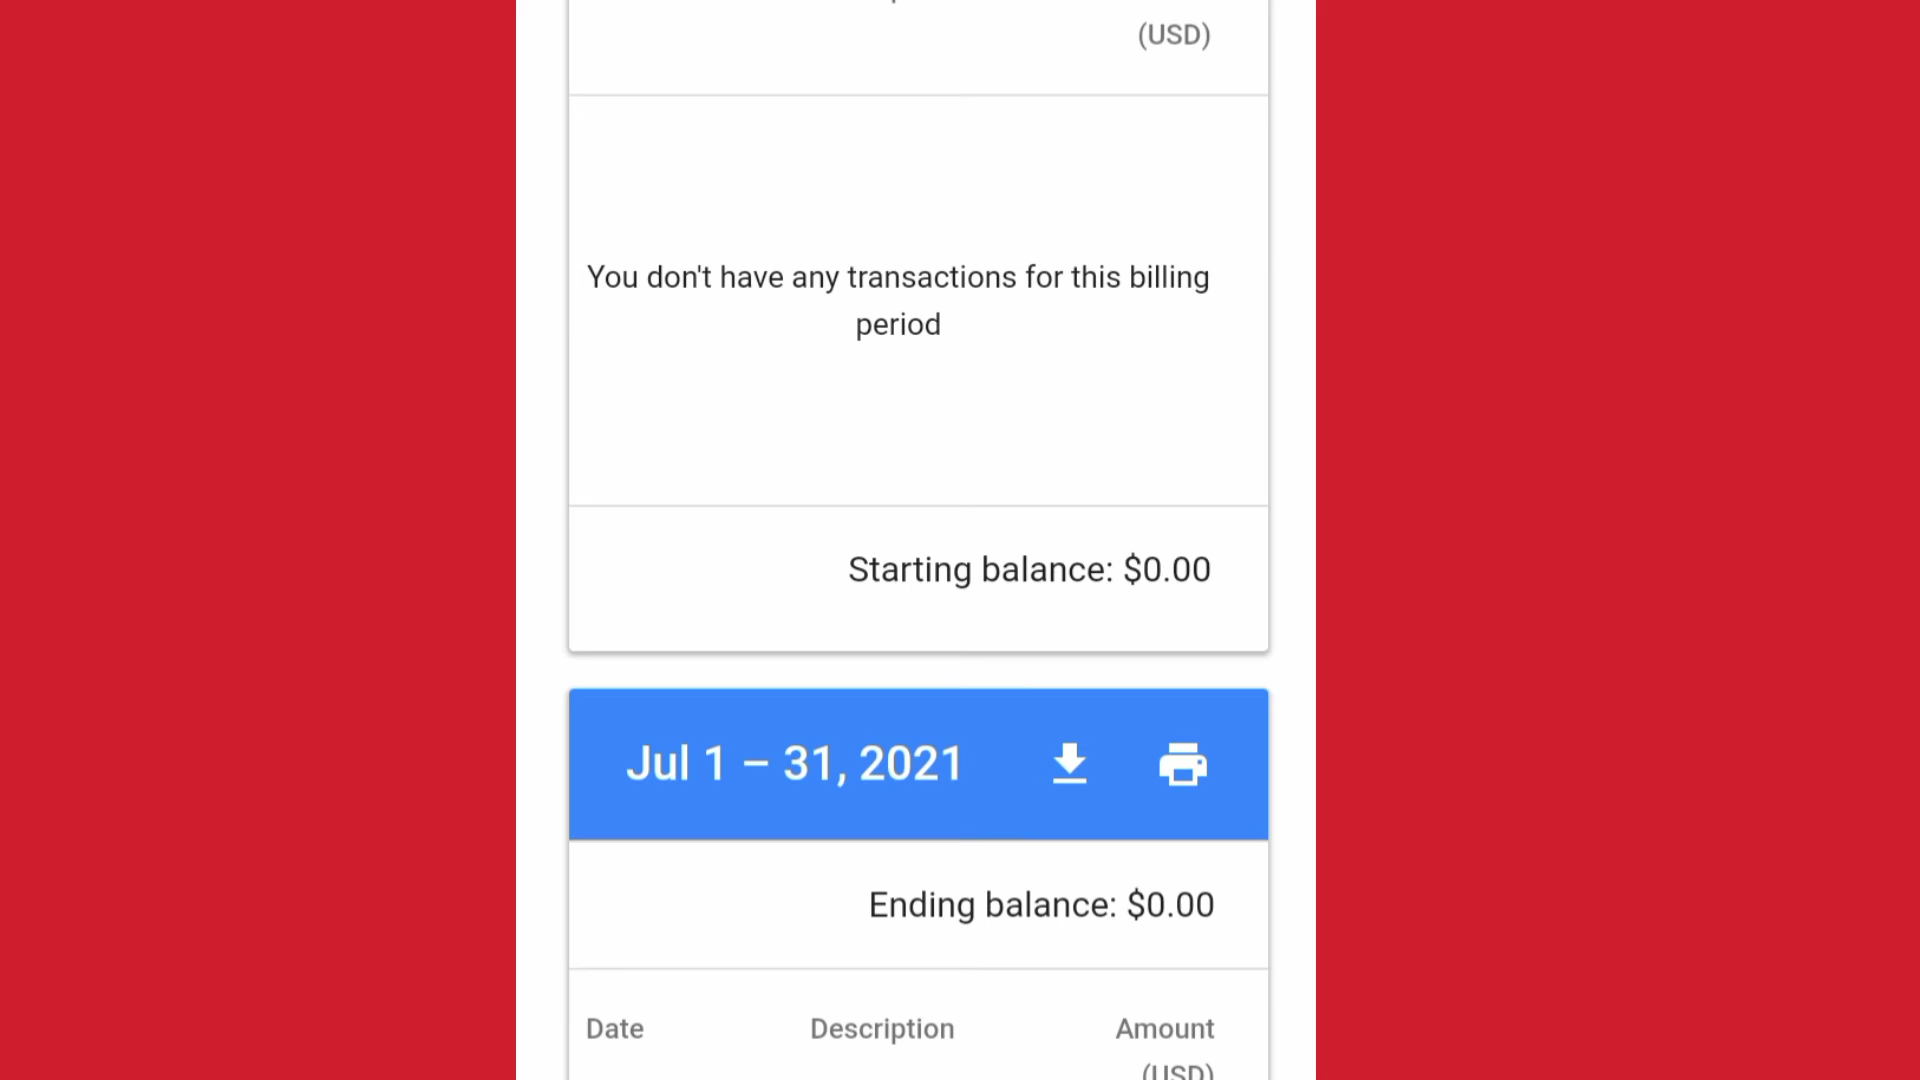 (USD)
You don't have any transactions for this billing
period
Starting balance: $0.00
Jul 1 – 31, 2021
Ending balance: $0.00
Date Description Amount
(USD)